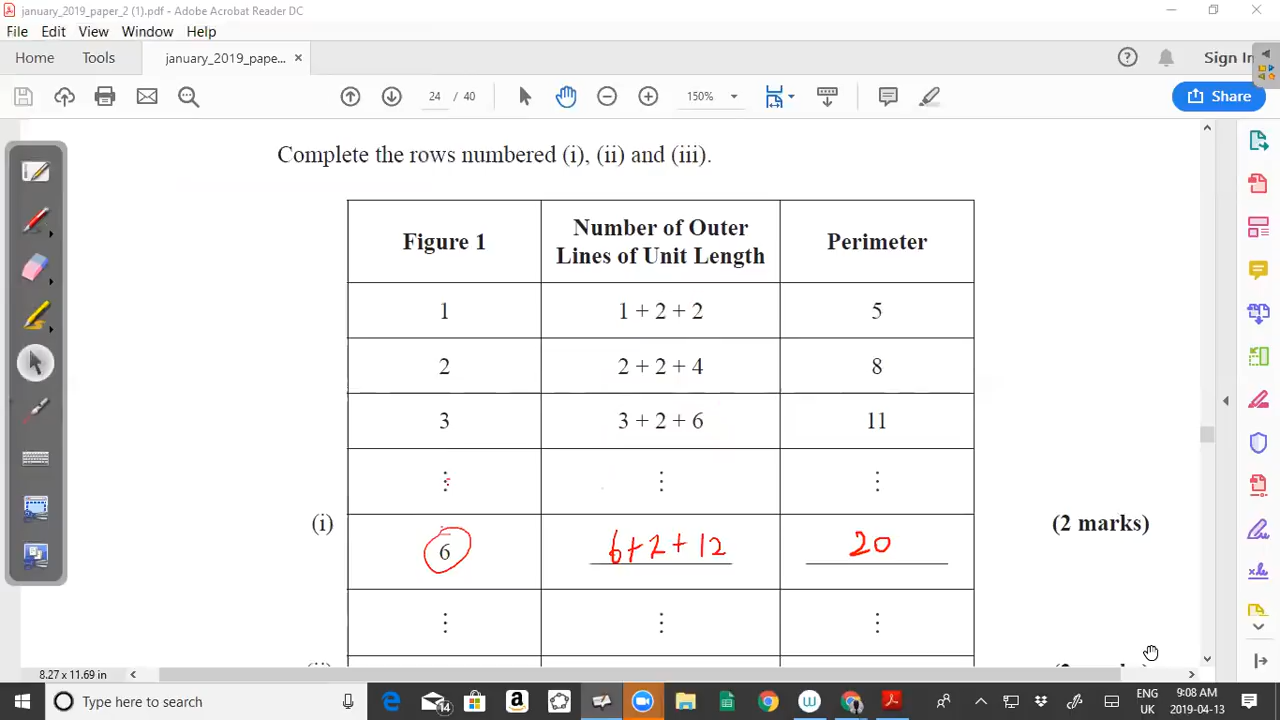 january_2019_paper_2 (1).pdf - Adobe Acrobat Reader DC
File Edit View Window Help
Home Tools january_2019_pape... × Sign In
24 / 40 150% Share
Complete the rows numbered (i), (ii) and (iii).
Figure 1 Number of Outer Lines of Unit Length Perimeter
1 1 + 2 + 2 5
2 2 + 2 + 4 8
3 3 + 2 + 6 11
⋮ ⋮ ⋮
(i) 6 6+2+12 20 (2 marks)
⋮ ⋮ ⋮
8.27 x 11.69 in
Type here to search 14 ENG 9:08 AM
UK 2019-04-13